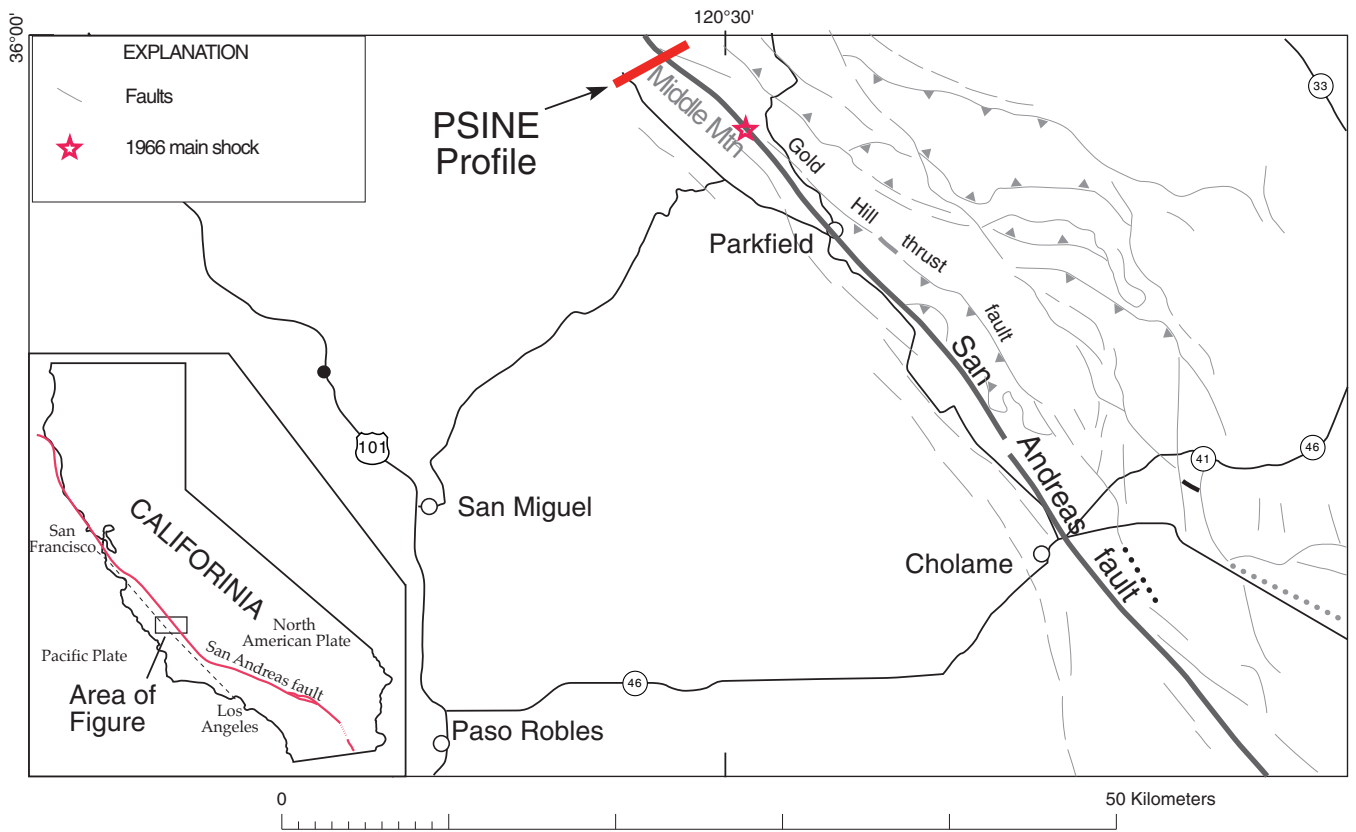 120°30'
36°00'
EXPLANATION
Faults
1966 main shock
PSINE
Profile
Middle Mtn
33
Gold
Hill
thrust
fault
Parkfield
San
Andreas
fault
101
San Miguel
41
46
Cholame
46
Paso Robles
CALIFORINIA
San
Francisco
North
American Plate
Pacific Plate
San Andreas fault
Area of
Figure
Los
Angeles
0
50 Kilometers